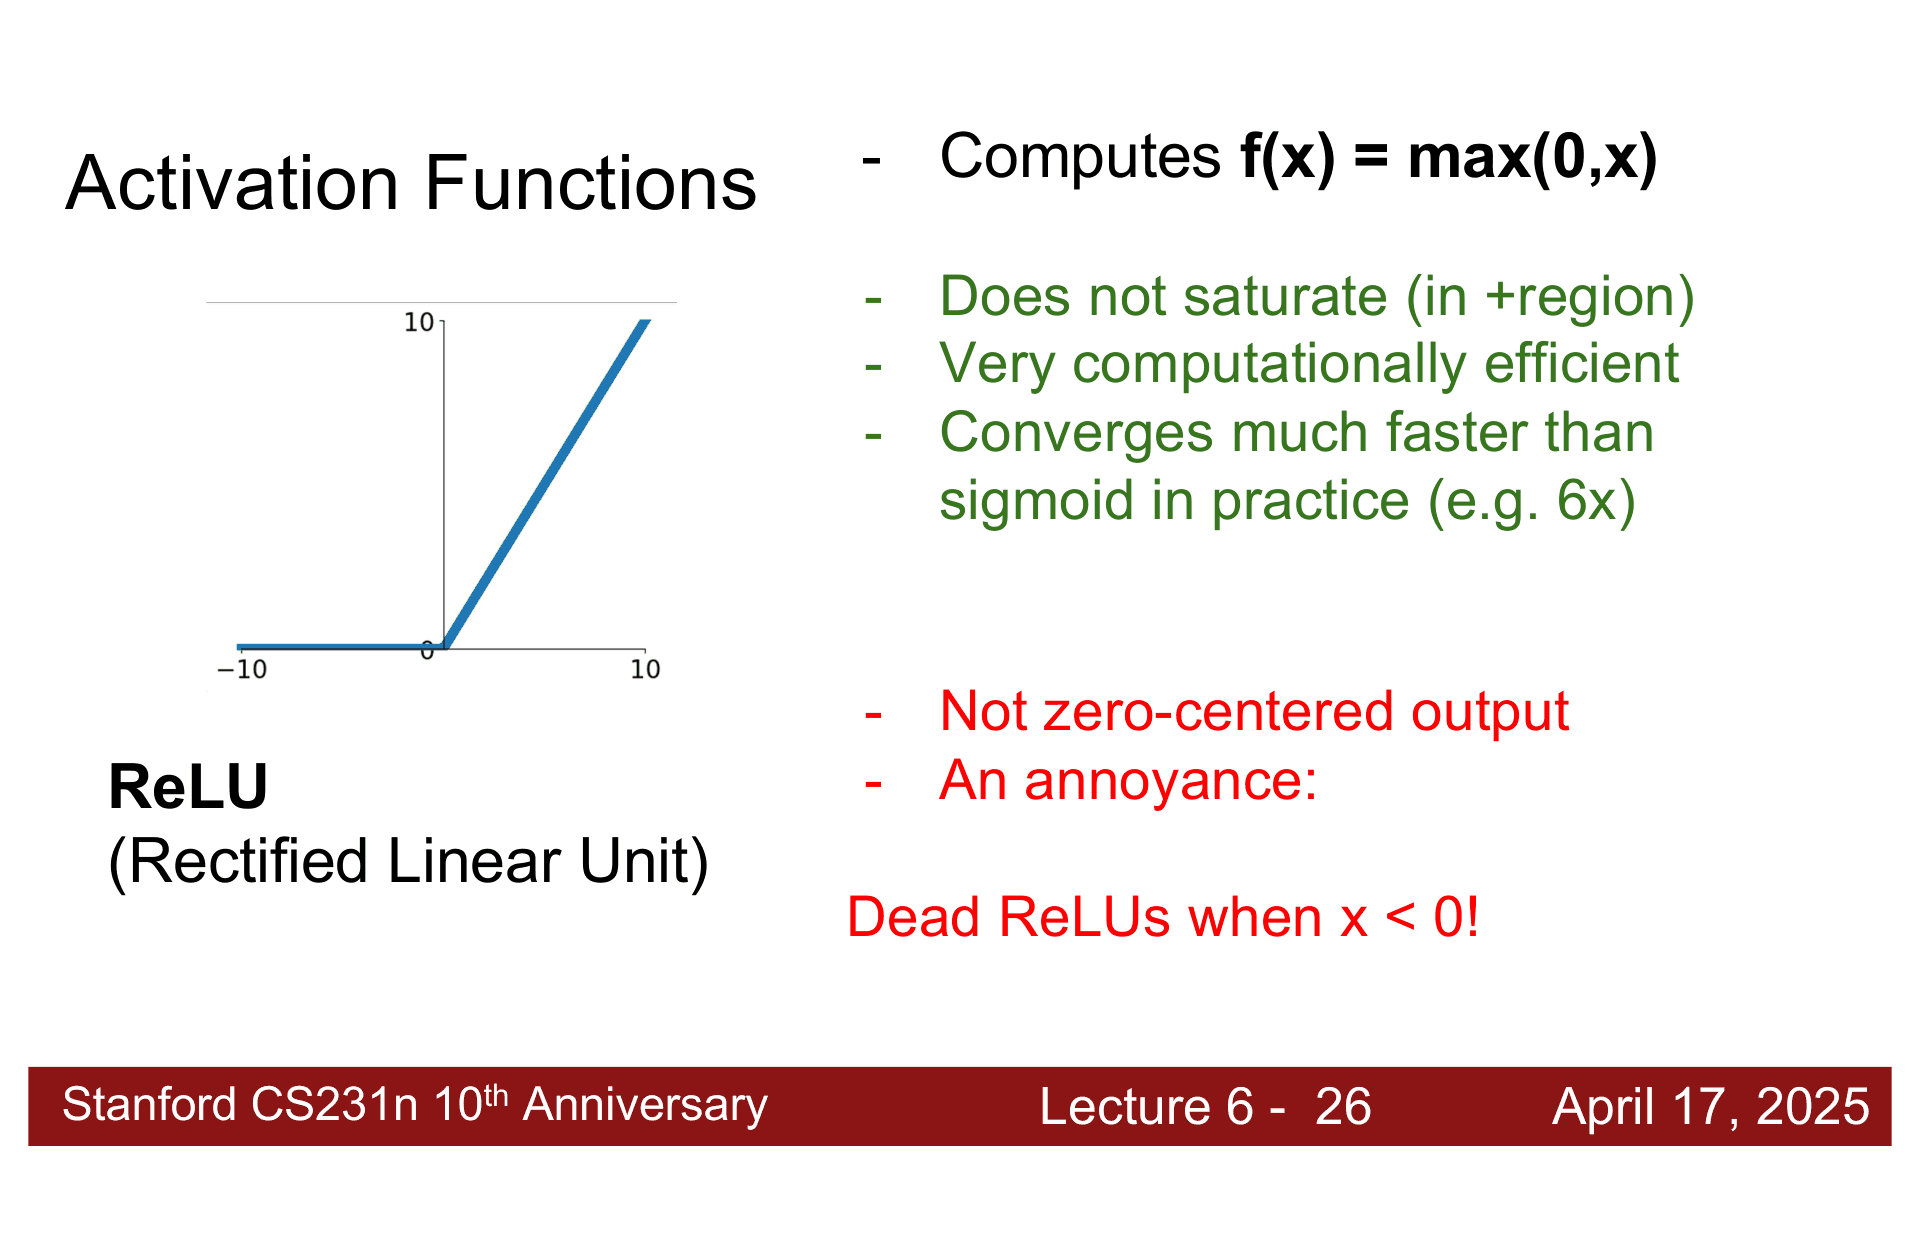 Activation Functions
10
0
−10
10
ReLU
(Rectified Linear Unit)
- Computes f(x) = max(0,x)
- Does not saturate (in +region)
- Very computationally efficient
- Converges much faster than
sigmoid in practice (e.g. 6x)
- Not zero-centered output
- An annoyance:
Dead ReLUs when x < 0!
Stanford CS231n 10th Anniversary
Lecture 6 - 26
April 17, 2025